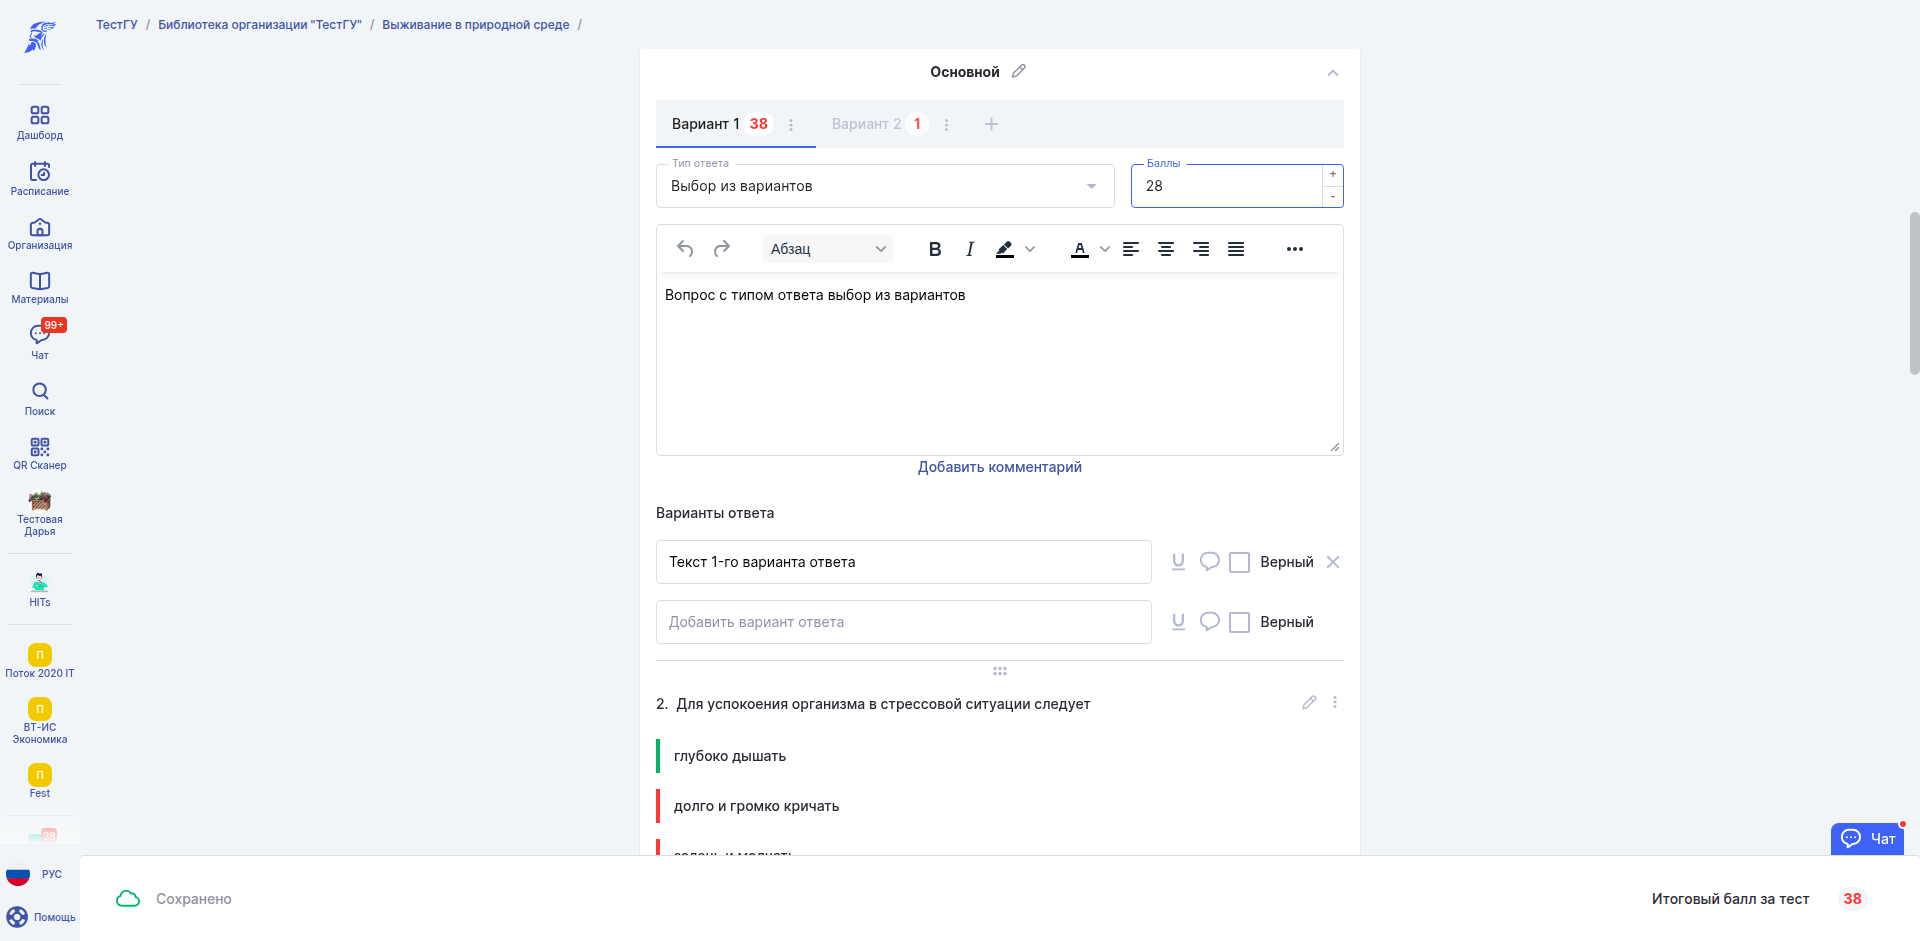 ТестГУ / Библиотека организации "ТестГУ" / Выживание в природной среде /
Дашборд
Расписание
Организация
Материалы
99+
Чат
Поиск
QR Сканер
Тестовая
Дарья
HITs
П
Поток 2020 IT
П
ВТ-ИС
Экономика
П
Fest
28
РУС
Помощь
Основной
Вариант 1 38
Вариант 2 1
Тип ответа
Выбор из вариантов
Баллы
28
+
-
Абзац
B I A
Вопрос с типом ответа выбор из вариантов
Добавить комментарий
Варианты ответа
Текст 1-го варианта ответа
U Верный
Добавить вариант ответа
U Верный
2. Для успокоения организма в стрессовой ситуации следует
глубоко дышать
долго и громко кричать
Чат
Сохранено
Итоговый балл за тест 38